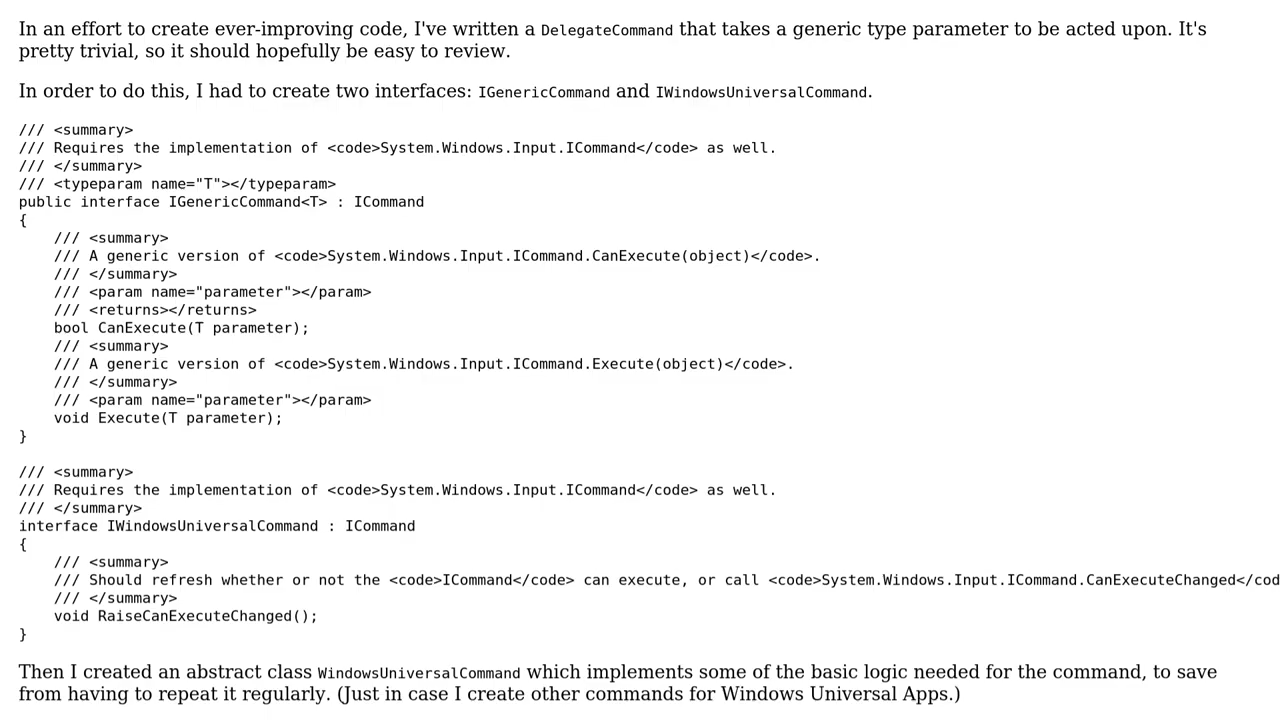 In an effort to create ever-improving code, I've written a DelegateCommand that takes a generic type parameter to be acted upon. It's
pretty trivial, so it should hopefully be easy to review.
In order to do this, I had to create two interfaces: IGenericCommand and IWindowsUniversalCommand.
/// <summary>
/// Requires the implementation of <code>System.Windows.Input.ICommand</code> as well.
/// </summary>
/// <typeparam name="T"></typeparam>
public interface IGenericCommand<T> : ICommand
{
    /// <summary>
    /// A generic version of <code>System.Windows.Input.ICommand.CanExecute(object)</code>.
    /// </summary>
    /// <param name="parameter"></param>
    /// <returns></returns>
    bool CanExecute(T parameter);
    /// <summary>
    /// A generic version of <code>System.Windows.Input.ICommand.Execute(object)</code>.
    /// </summary>
    /// <param name="parameter"></param>
    void Execute(T parameter);
}
/// <summary>
/// Requires the implementation of <code>System.Windows.Input.ICommand</code> as well.
/// </summary>
interface IWindowsUniversalCommand : ICommand
{
    /// <summary>
    /// Should refresh whether or not the <code>ICommand</code> can execute, or call <code>System.Windows.Input.ICommand.CanExecuteChanged</cod
    /// </summary>
    void RaiseCanExecuteChanged();
}
Then I created an abstract class WindowsUniversalCommand which implements some of the basic logic needed for the command, to save
from having to repeat it regularly. (Just in case I create other commands for Windows Universal Apps.)